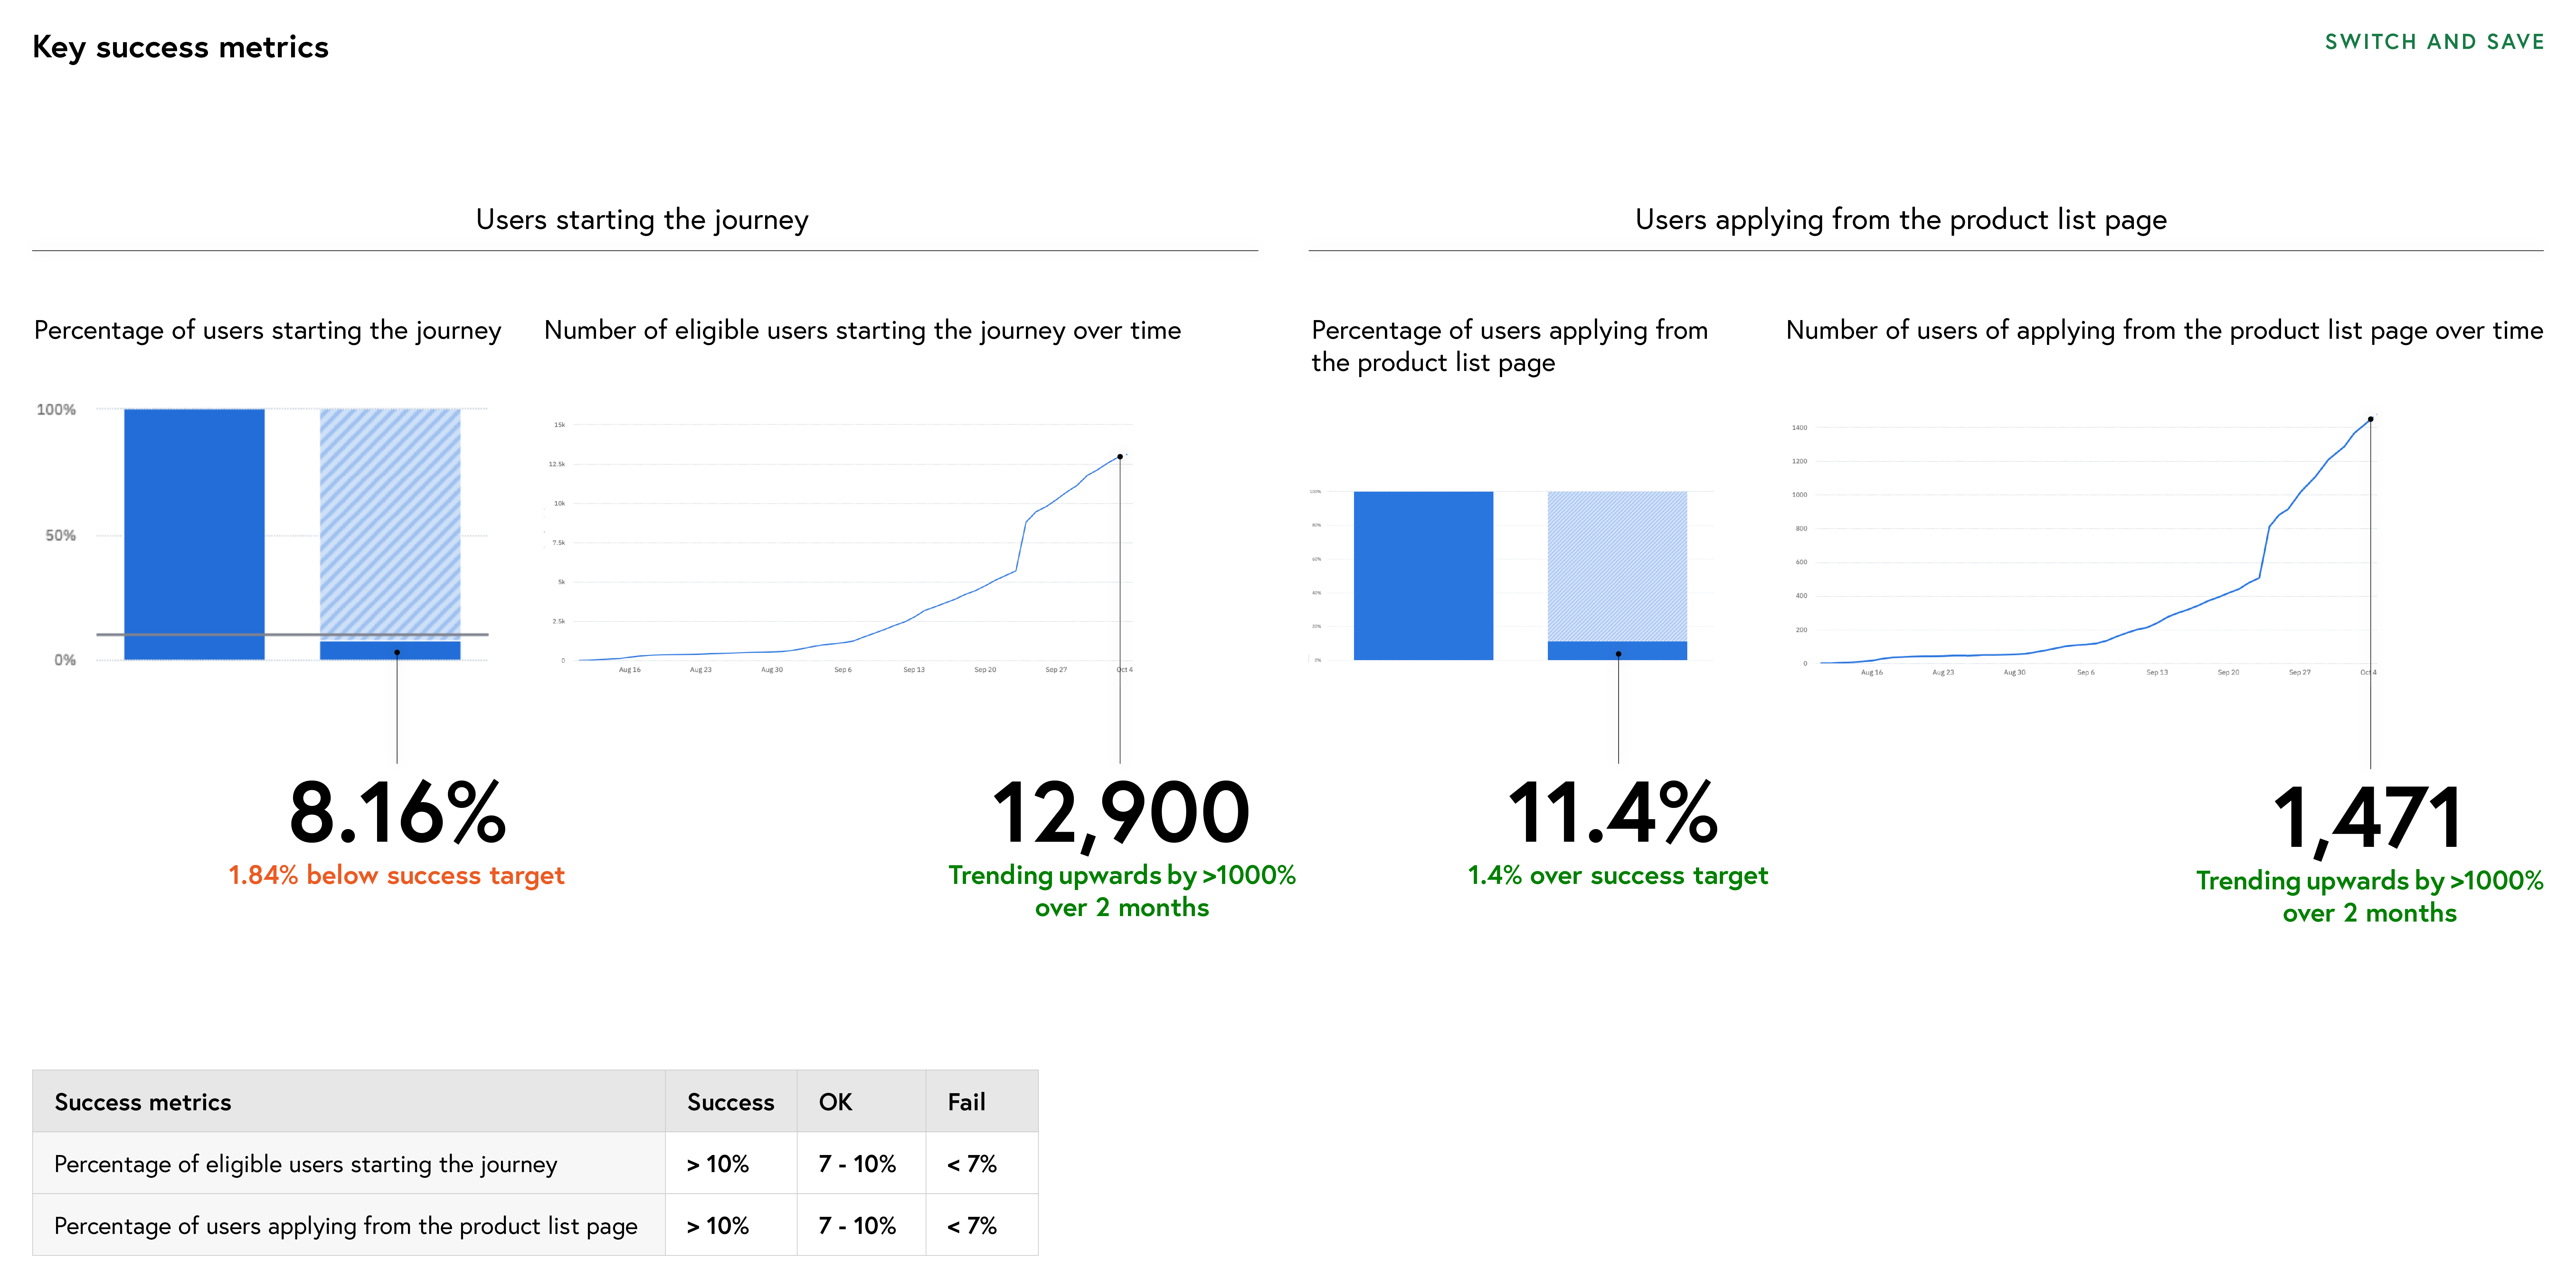 Key success metrics
SWITCH AND SAVE
Users starting the journey
Users applying from the product list page
Percentage of users starting the journey
100%
50%
0%
8.16%
1.84% below success target
Number of eligible users starting the journey over time
15k
12.5k
10k
7.5k
5k
2.5k
0
Aug 16 Aug 23 Aug 30 Sep 6 Sep 13 Sep 20 Sep 27 Oct 4
12,900
Trending upwards by >1000%
over 2 months
Percentage of users applying from
the product list page
100%
80%
60%
40%
20%
0%
11.4%
1.4% over success target
Number of users of applying from the product list page over time
1400
1200
1000
800
600
400
200
0
Aug 16 Aug 23 Aug 30 Sep 6 Sep 13 Sep 20 Sep 27 Oct 4
1,471
Trending upwards by >1000%
over 2 months
Success metrics Success OK Fail
Percentage of eligible users starting the journey > 10% 7 - 10% < 7%
Percentage of users applying from the product list page > 10% 7 - 10% < 7%